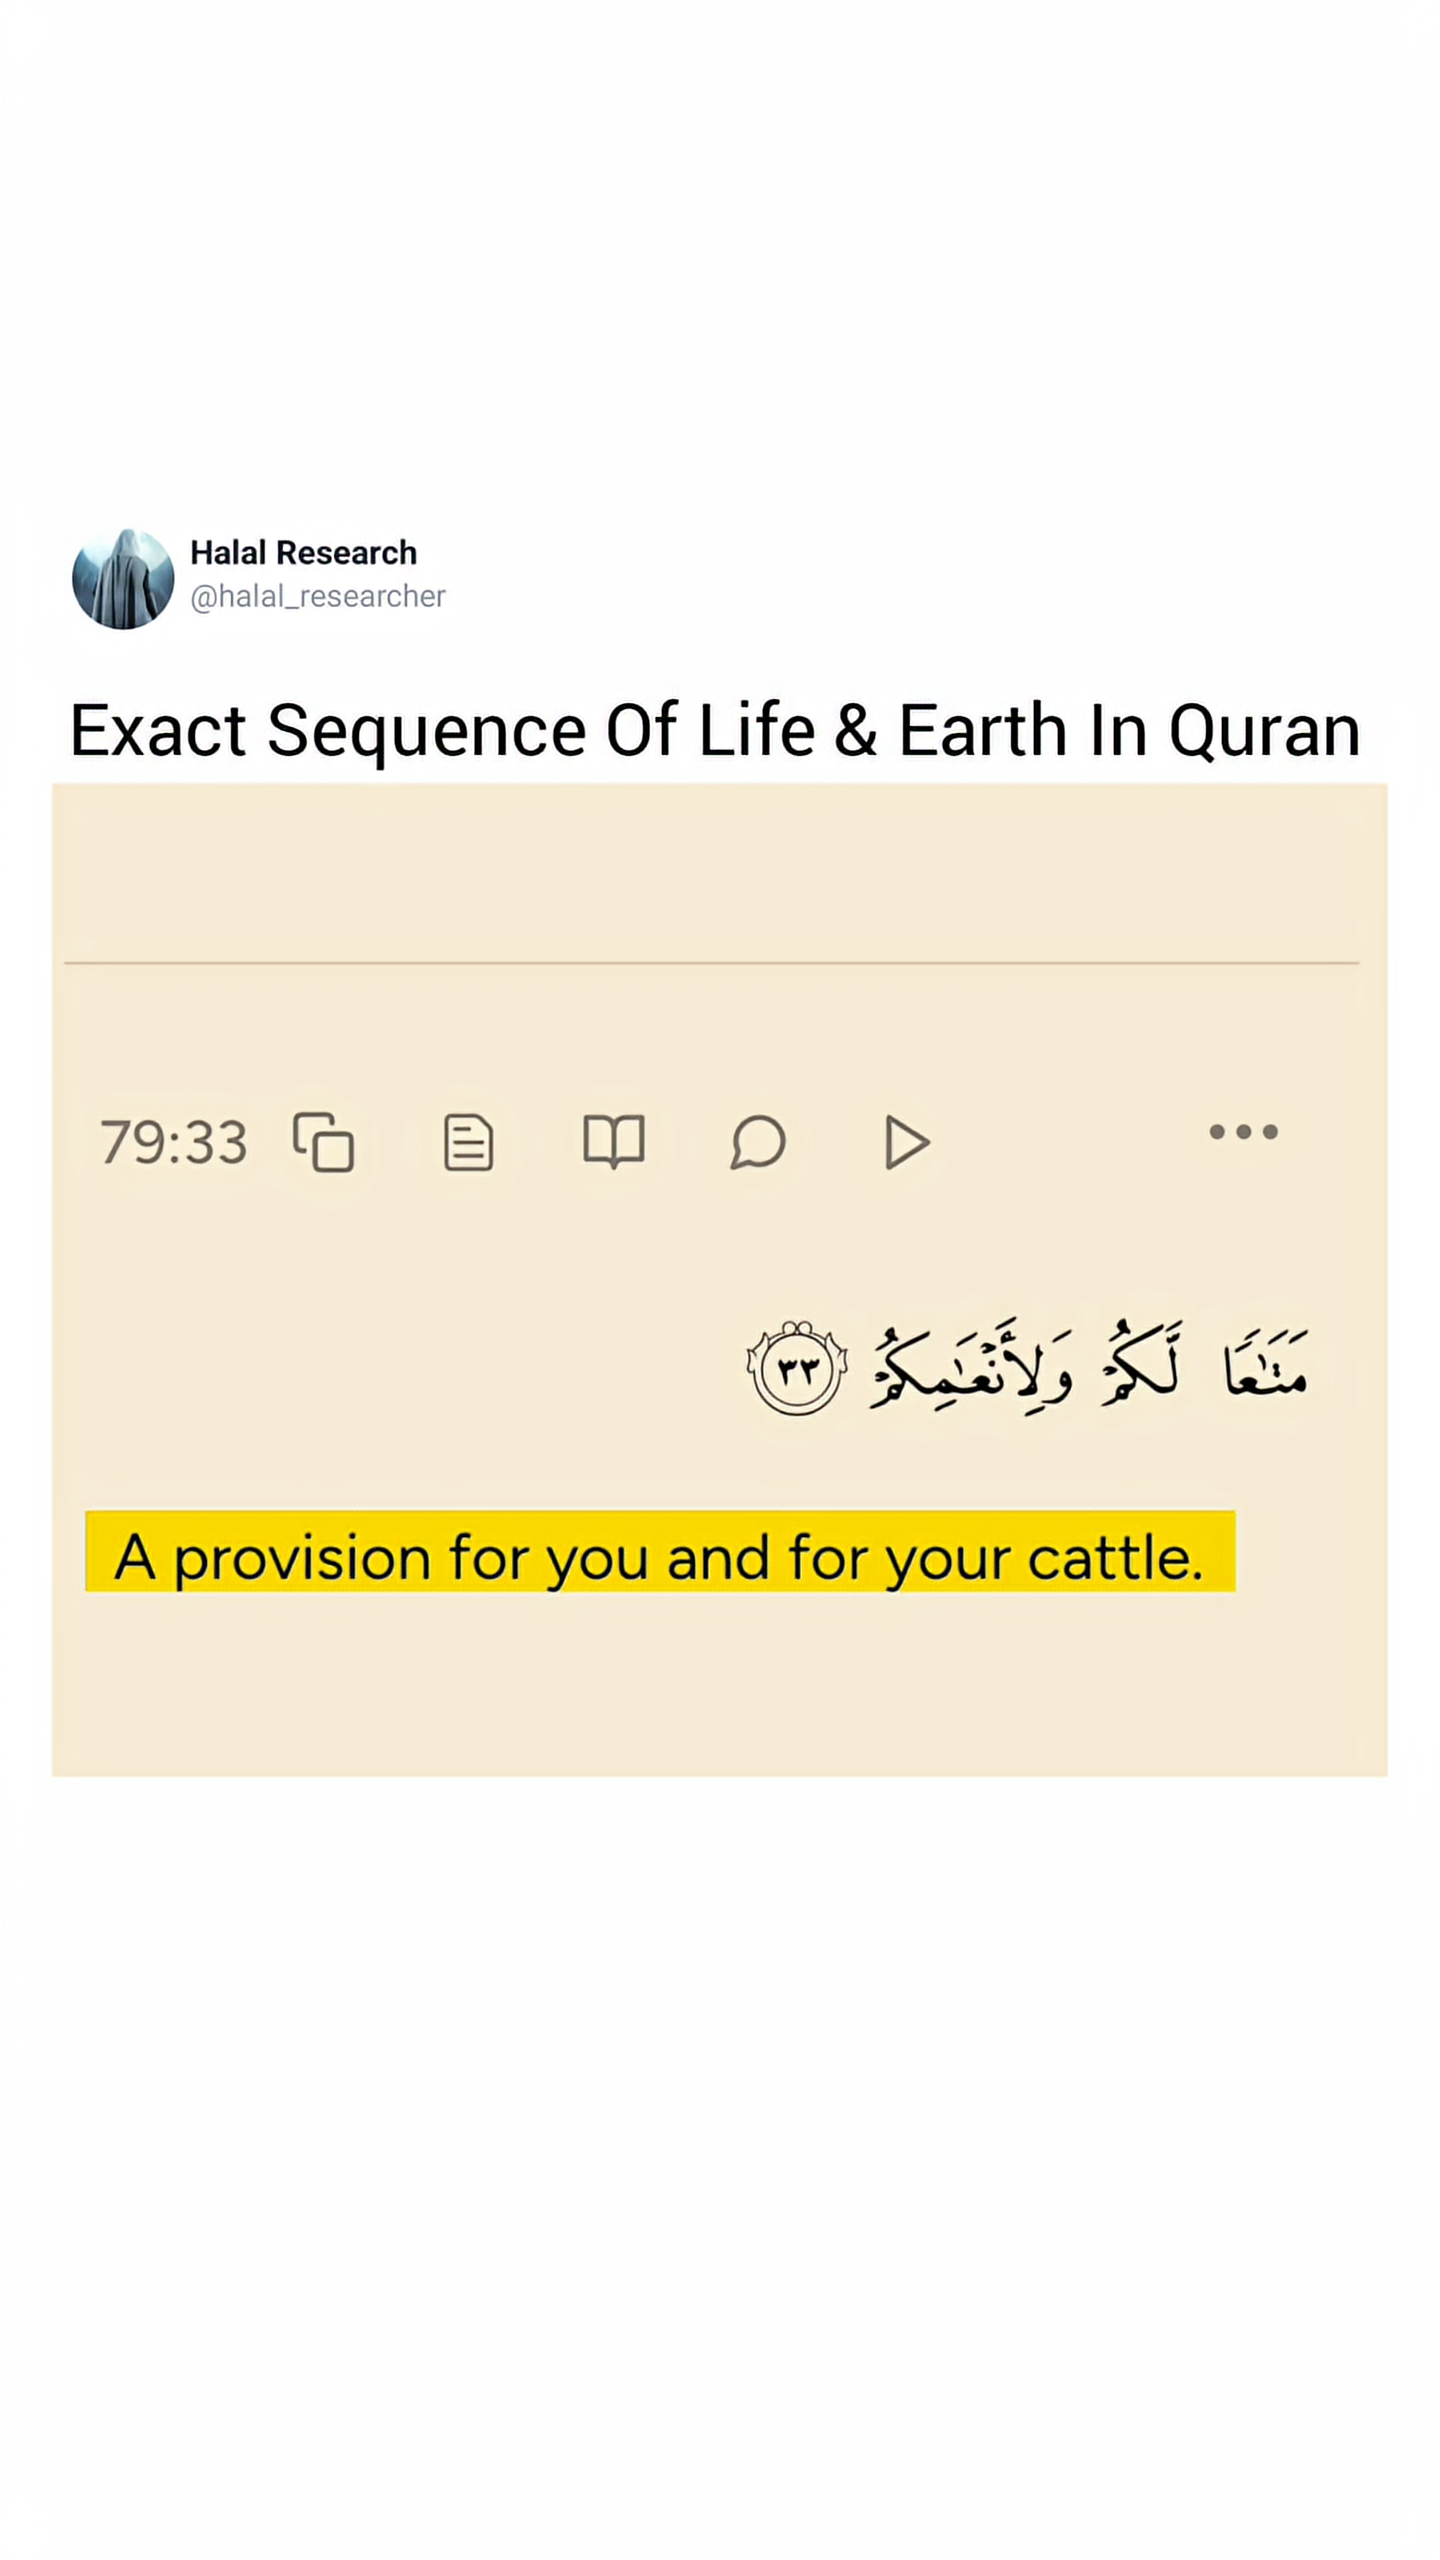 Halal Research
@halal_researcher
Exact Sequence Of Life & Earth In Quran
79:33
مَتَـٰعًا لَّكُمْ وَلِأَنْعَـٰمِكُمْ ٣٣
A provision for you and for your cattle.